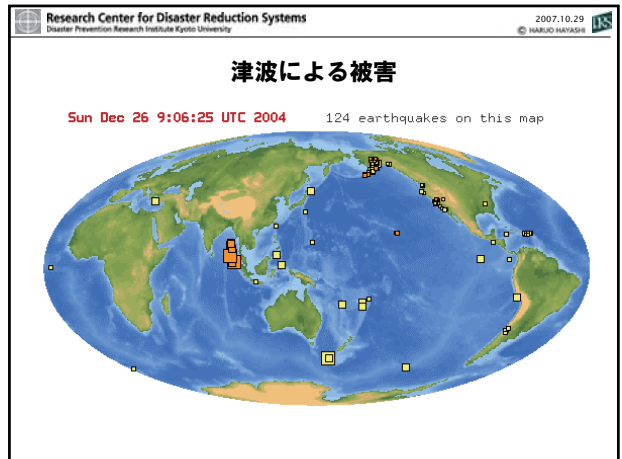 Research Center for Disaster Reduction Systems
Disaster Prevention Research Institute Kyoto University
2007.10.29
© HARUO HAYASHI
DRS
津波による被害
Sun Dec 26 9:06:25 UTC 2004
124 earthquakes on this map